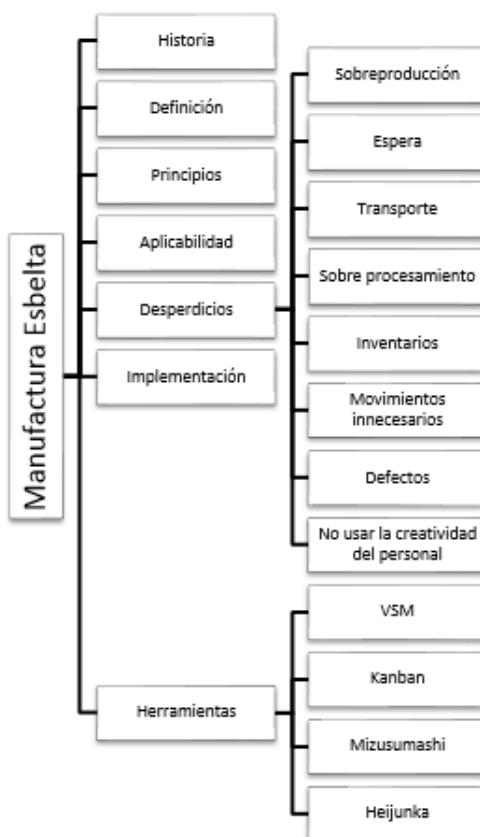 Manufactura Esbelta
Historia
Definición
Principios
Aplicabilidad
Desperdicios
Implementación
Herramientas
Sobreproducción
Espera
Transporte
Sobre procesamiento
Inventarios
Movimientos
innecesarios
Defectos
No usar la creatividad
del personal
VSM
Kanban
Mizusumashi
Heijunka